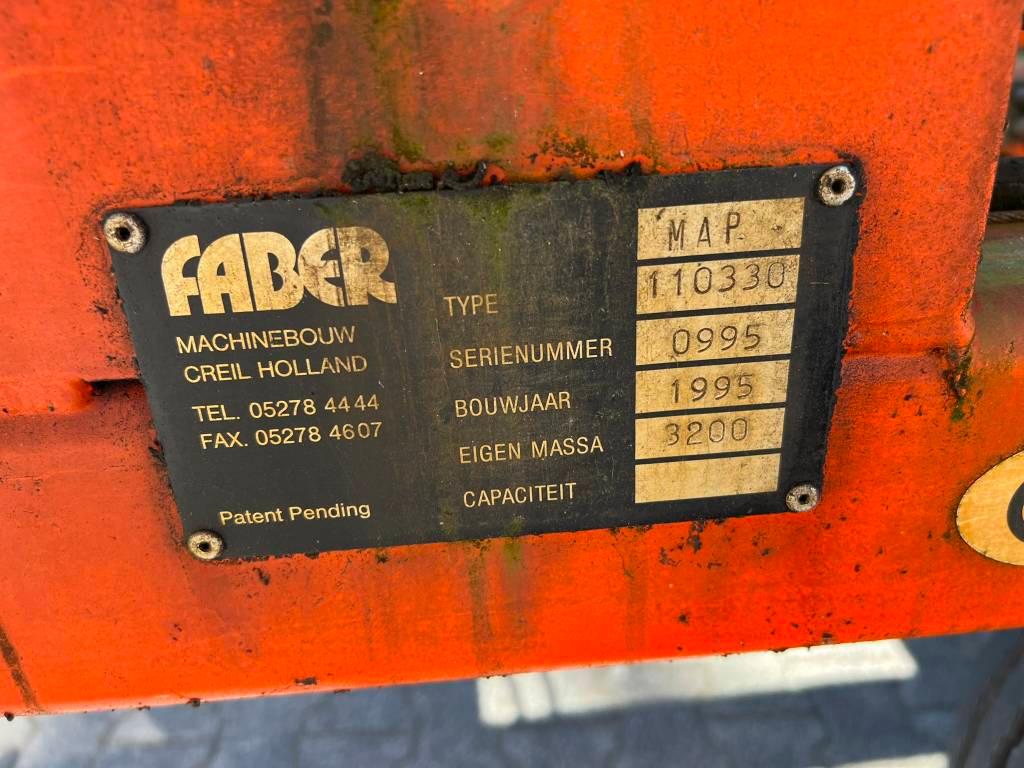 FABER
MACHINEBOUW
CREIL HOLLAND
TEL. 05278 4444
FAX. 05278 4607
Patent Pending
MAP
TYPE 110330
SERIENUMMER 0995
BOUWJAAR 1995
EIGEN MASSA 3200
CAPACITEIT